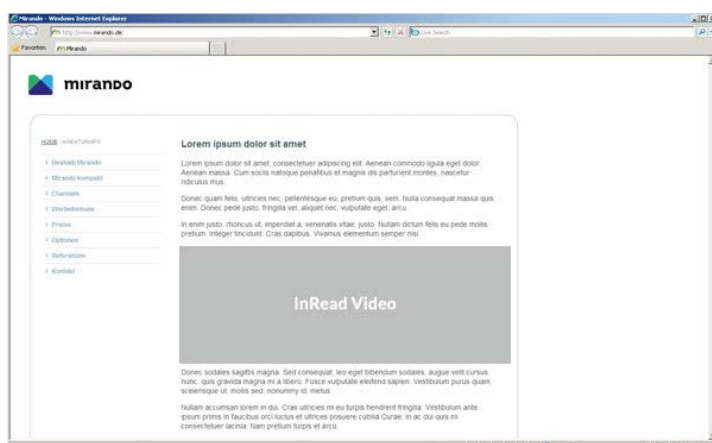 Mirando - Windows Internet Explorer
http://www.mirando.de/
Live Search
Favoriten
Mirando
mirando
HOME AGENTURINFO
Deshalb Mirando
Mirando kompakt
Channels
Werbeformate
Preise
Optionen
Referenzen
Kontakt
Lorem ipsum dolor sit amet
Lorem ipsum dolor sit amet, consectetuer adipiscing elit. Aenean commodo ligula eget dolor.
Aenean massa. Cum sociis natoque penatibus et magnis dis parturient montes, nascetur
ridiculus mus.
Donec quam felis, ultricies nec, pellentesque eu, pretium quis, sem. Nulla consequat massa quis
enim. Donec pede justo, fringilla vel, aliquet nec, vulputate eget, arcu.
In enim justo, rhoncus ut, imperdiet a, venenatis vitae, justo. Nullam dictum felis eu pede mollis
pretium. Integer tincidunt. Cras dapibus. Vivamus elementum semper nisi.
InRead Video
Donec sodales sagittis magna. Sed consequat, leo eget bibendum sodales, augue velit cursus
nunc, quis gravida magna mi a libero. Fusce vulputate eleifend sapien. Vestibulum purus quam,
scelerisque ut, mollis sed, nonummy id, metus.
Nullam accumsan lorem in dui. Cras ultricies mi eu turpis hendrerit fringilla. Vestibulum ante
ipsum primis in faucibus orci luctus et ultrices posuere cubilia Curae; In ac dui quis mi
consectetuer lacinia. Nam pretium turpis et arcu.